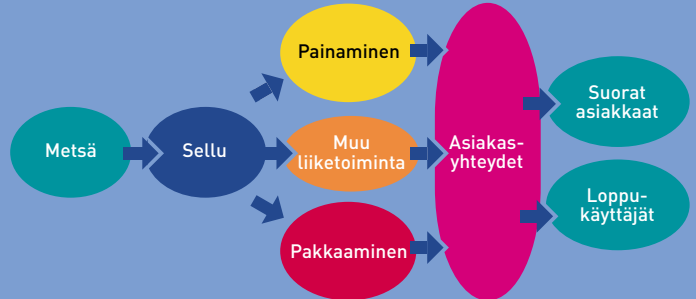 Metsä
Sellu
Painaminen
Muu
liiketoiminta
Pakkaaminen
Asiakas-
yhteydet
Suorat
asiakkaat
Loppu-
käyttäjät